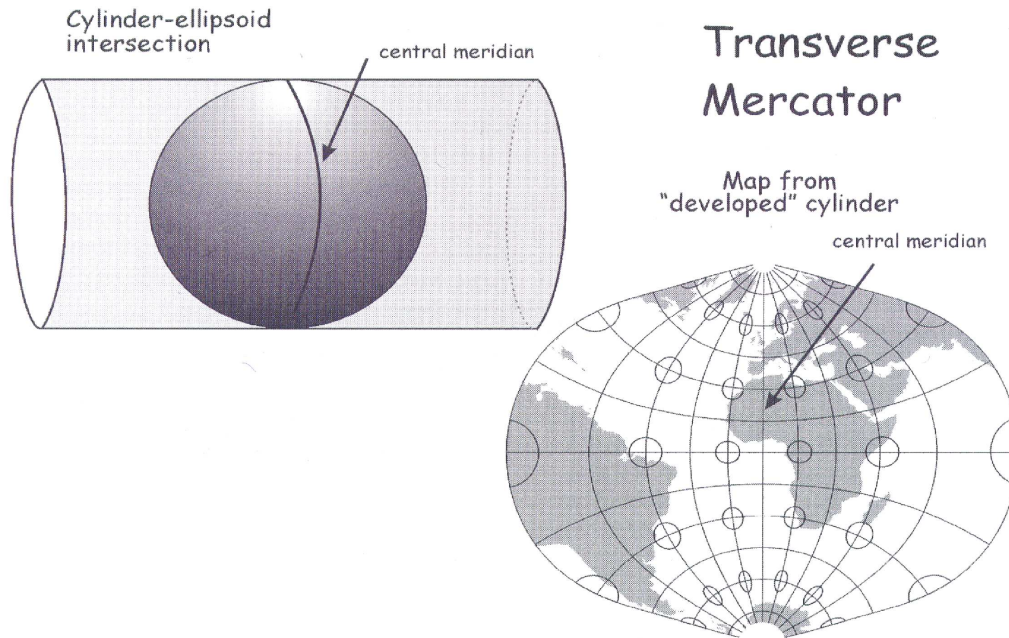 Cylinder-ellipsoid
intersection
central meridian
Transverse
Mercator
Map from
"developed" cylinder
central meridian